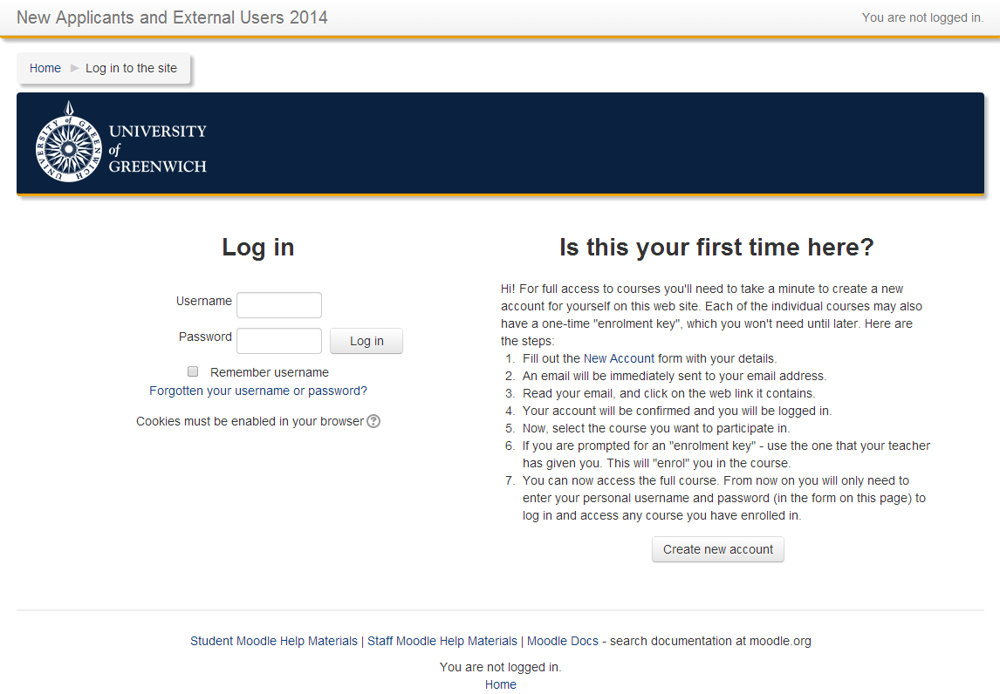 New Applicants and External Users 2014
You are not logged in.
Home ► Log in to the site
UNIVERSITY of GREENWICH
UNIVERSITY
of
GREENWICH
Log in
Username
Password
Log in
Remember username
Forgotten your username or password?
Cookies must be enabled in your browser ?
Is this your first time here?
Hi! For full access to courses you'll need to take a minute to create a new
account for yourself on this web site. Each of the individual courses may also
have a one-time "enrolment key", which you won't need until later. Here are
the steps:
1. Fill out the New Account form with your details.
2. An email will be immediately sent to your email address.
3. Read your email, and click on the web link it contains.
4. Your account will be confirmed and you will be logged in.
5. Now, select the course you want to participate in.
6. If you are prompted for an "enrolment key" - use the one that your teacher
has given you. This will "enrol" you in the course.
7. You can now access the full course. From now on you will only need to
enter your personal username and password (in the form on this page) to
log in and access any course you have enrolled in.
Create new account
Student Moodle Help Materials | Staff Moodle Help Materials | Moodle Docs - search documentation at moodle.org
You are not logged in.
Home